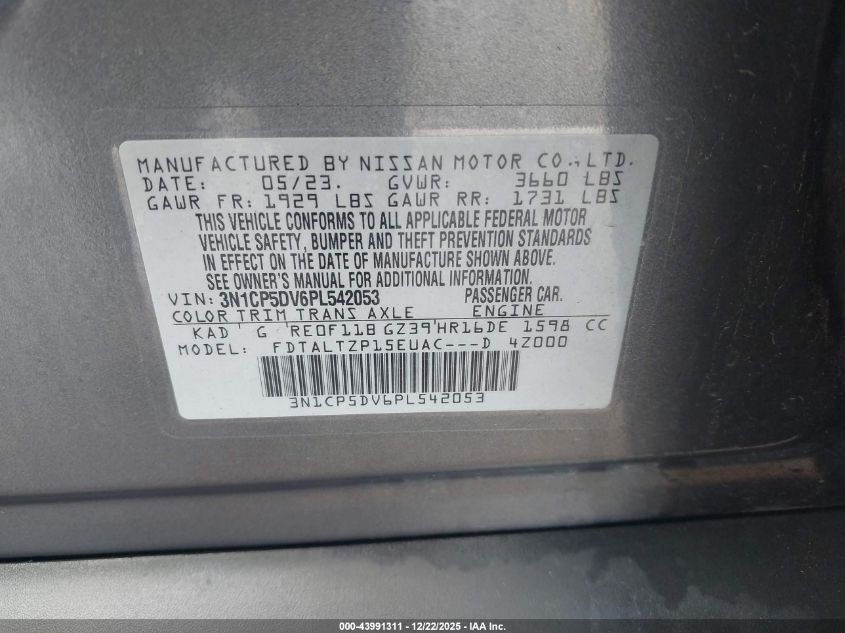 MANUFACTURED BY NISSAN MOTOR CO.,LTD.
DATE: 05/23. GVWR: 3660 LBS
GAWR FR: 1929 LBS GAWR RR: 1731 LBS
THIS VEHICLE CONFORMS TO ALL APPLICABLE FEDERAL MOTOR
VEHICLE SAFETY, BUMPER AND THEFT PREVENTION STANDARDS
IN EFFECT ON THE DATE OF MANUFACTURE SHOWN ABOVE.
SEE OWNER'S MANUAL FOR ADDITIONAL INFORMATION.
VIN: 3N1CP5DV6PL542053 PASSENGER CAR.
COLOR TRIM TRANS AXLE ENGINE
KAD G RE0F11B GZ39 HR16DE 1598 CC
MODEL: FDTALTZP15EUAC---D 4Z000
3N1CP5DV6PL542053
000-43991311 - 12/22/2025 - IAA Inc.